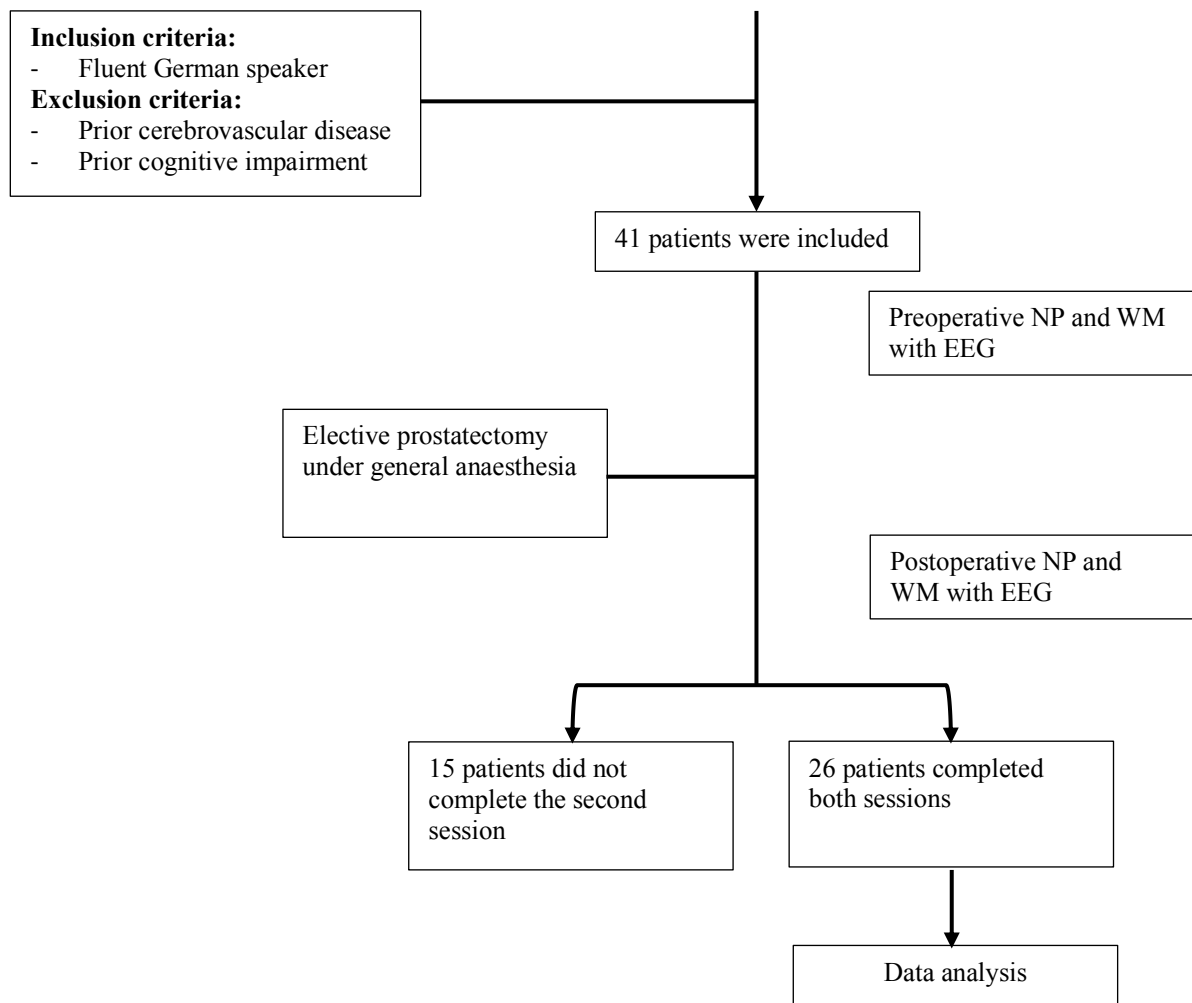 Inclusion criteria:
- Fluent German speaker
Exclusion criteria:
- Prior cerebrovascular disease
- Prior cognitive impairment
41 patients were included
Preoperative NP and WM
with EEG
Elective prostatectomy
under general anaesthesia
Postoperative NP and
WM with EEG
15 patients did not
complete the second
session
26 patients completed
both sessions
Data analysis